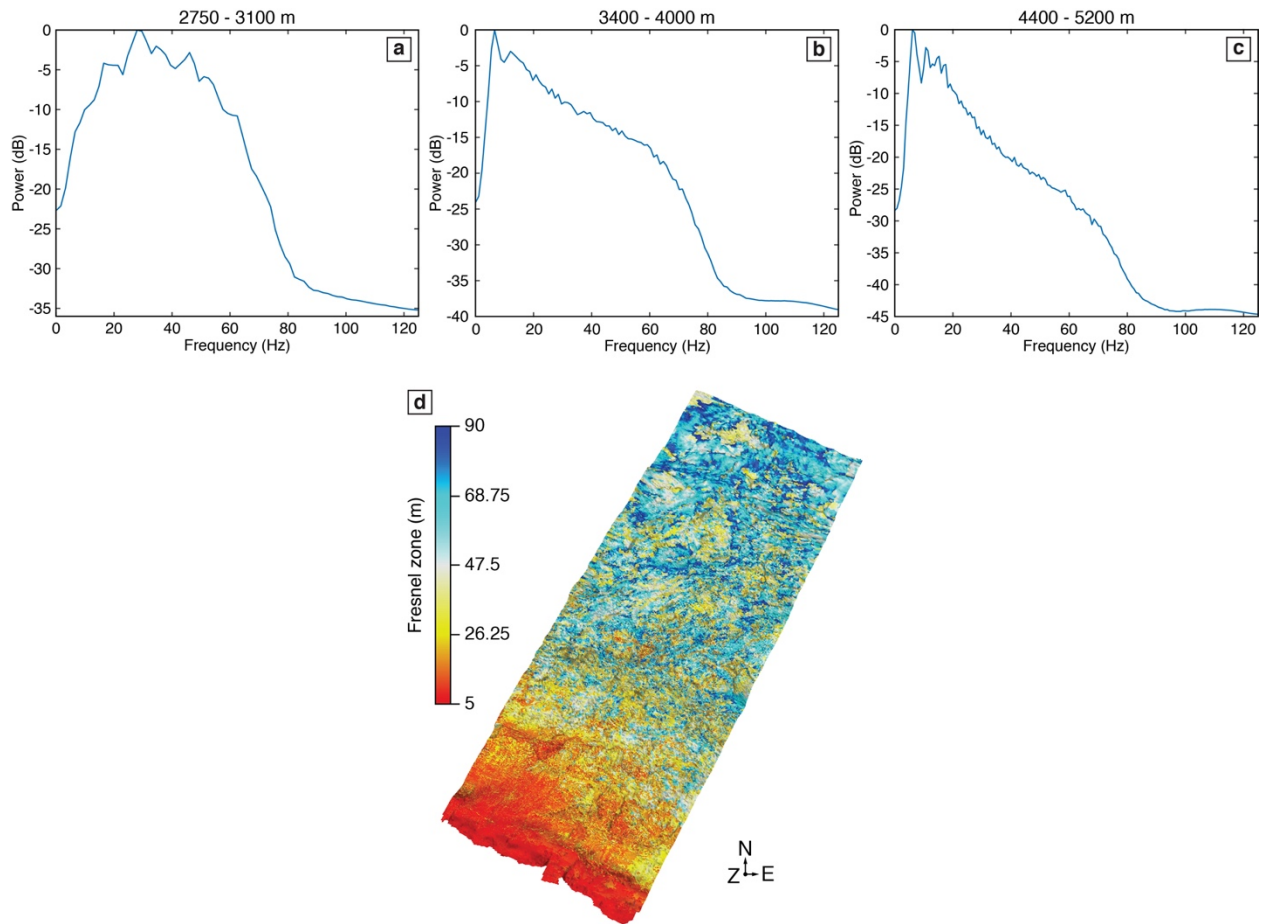 2750 - 3100 m
a
0
-5
-10
-15
-20
-25
-30
-35
Power (dB)
0 20 40 60 80 100 120
Frequency (Hz)
3400 - 4000 m
b
0
-5
-10
-15
-20
-25
-30
-35
-40
Power (dB)
0 20 40 60 80 100 120
Frequency (Hz)
4400 - 5200 m
c
0
-5
-10
-15
-20
-25
-30
-35
-40
-45
Power (dB)
0 20 40 60 80 100 120
Frequency (Hz)
d
Fresnel zone (m)
90
68.75
47.5
26.25
5
N
Z E